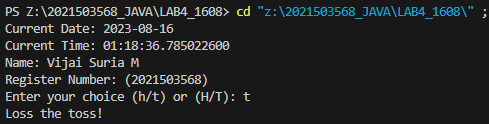 PS Z:\2021503568_JAVA\LAB4_1608> cd "z:\2021503568_JAVA\LAB4_1608\" ;
Current Date: 2023-08-16
Current Time: 01:18:36.785022600
Name: Vijai Suria M
Register Number: (2021503568)
Enter your choice (h/t) or (H/T): t
Loss the toss!